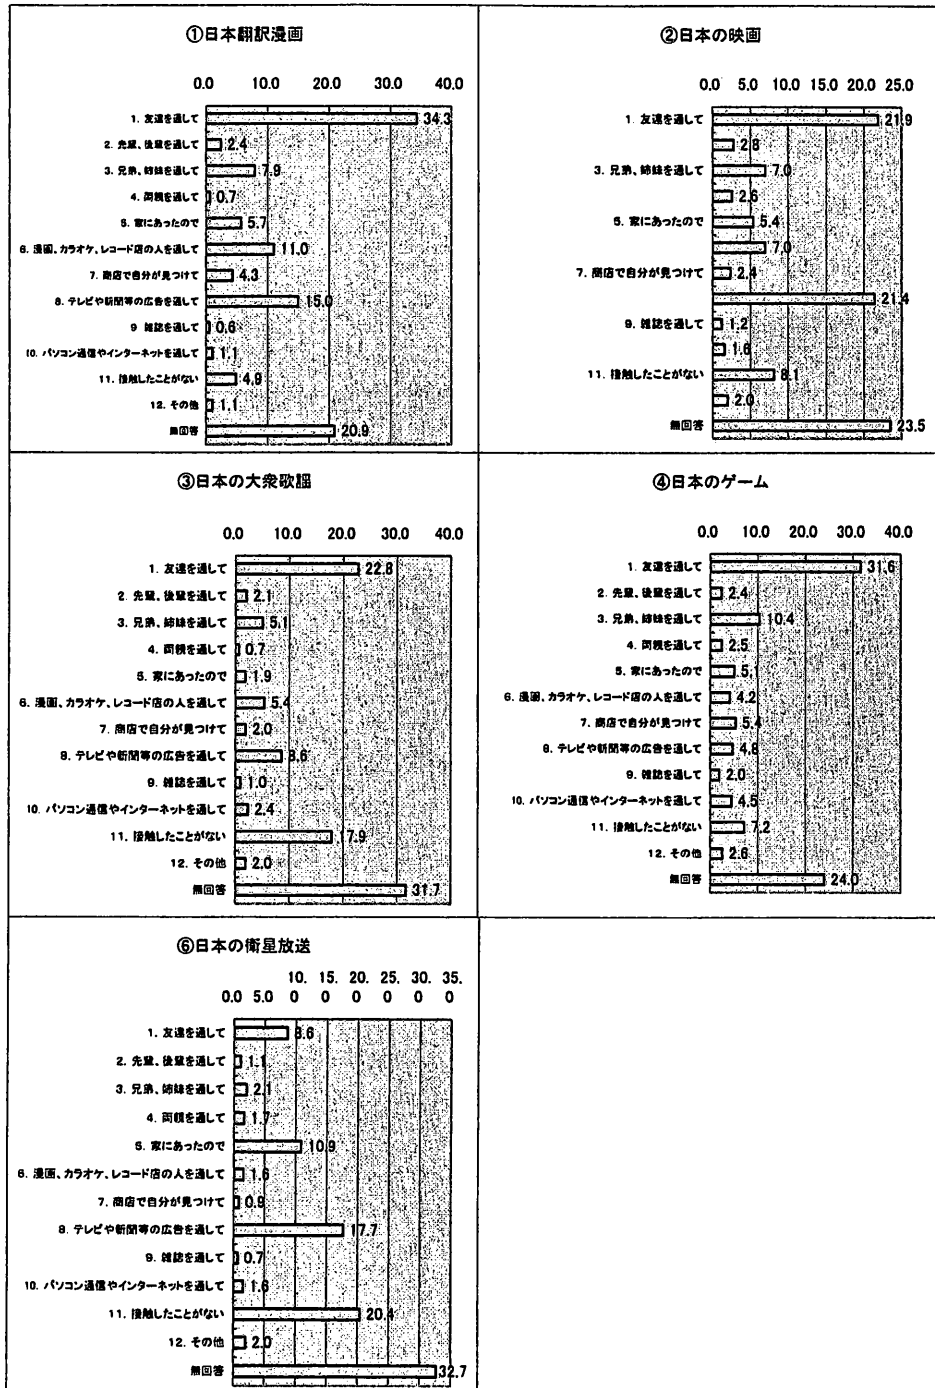 ①日本翻訳漫画
0.0 10.0 20.0 30.0 40.0
1. 友達を通して 34.3
2. 先輩、後輩を通して 2.4
3. 兄弟、姉妹を通して 7.9
4. 両親を通して 0.7
5. 家にあったので 5.7
6. 漫画、カラオケ、レコード店の人を通して 11.0
7. 商店で自分が見つけて 4.3
8. テレビや新聞等の広告を通して 15.0
9 雑誌を通して 0.6
10. パソコン通信やインターネットを通して 1.1
11. 接触したことがない 4.9
12. その他 1.1
無回答 20.9
②日本の映画
0.0 5.0 10.0 15.0 20.0 25.0
1. 友達を通して 21.9
2.8
3. 兄弟、姉妹を通して 7.0
2.6
5. 家にあったので 5.4
7.0
7. 商店で自分が見つけて 2.4
21.4
9. 雑誌を通して 1.2
1.6
11. 接触したことがない 8.1
2.0
無回答 23.5
③日本の大衆歌謡
0.0 10.0 20.0 30.0 40.0
1. 友達を通して 22.8
2. 先輩、後輩を通して 2.1
3. 兄弟、姉妹を通して 5.1
4. 両親を通して 0.7
5. 家にあったので 1.9
6. 漫画、カラオケ、レコード店の人を通して 5.4
7. 商店で自分が見つけて 2.0
8. テレビや新聞等の広告を通して 8.6
9. 雑誌を通して 1.0
10. パソコン通信やインターネットを通して 2.4
11. 接触したことがない 17.9
12. その他 2.0
無回答 31.7
④日本のゲーム
0.0 10.0 20.0 30.0 40.0
1. 友達を通して 31.6
2. 先輩、後輩を通して 2.4
3. 兄弟、姉妹を通して 10.4
4. 両親を通して 2.5
5. 家にあったので 5.1
6. 漫画、カラオケ、レコード店の人を通して 4.2
7. 商店で自分が見つけて 5.4
8. テレビや新聞等の広告を通して 4.8
9. 雑誌を通して 2.0
10. パソコン通信やインターネットを通して 4.5
11. 接触したことがない 7.2
12. その他 2.6
無回答 24.0
⑥日本の衛星放送
0.0 5.0 10.0 15.0 20.0 25.0 30.0 35.0
1. 友達を通して 8.6
2. 先輩、後輩を通して 1.1
3. 兄弟、姉妹を通して 2.1
4. 両親を通して 1.7
5. 家にあったので 10.9
6. 漫画、カラオケ、レコード店の人を通して 1.6
7. 商店で自分が見つけて 0.9
8. テレビや新聞等の広告を通して 17.7
9. 雑誌を通して 0.7
10. パソコン通信やインターネットを通して 1.6
11. 接触したことがない 20.4
12. その他 2.0
無回答 32.7